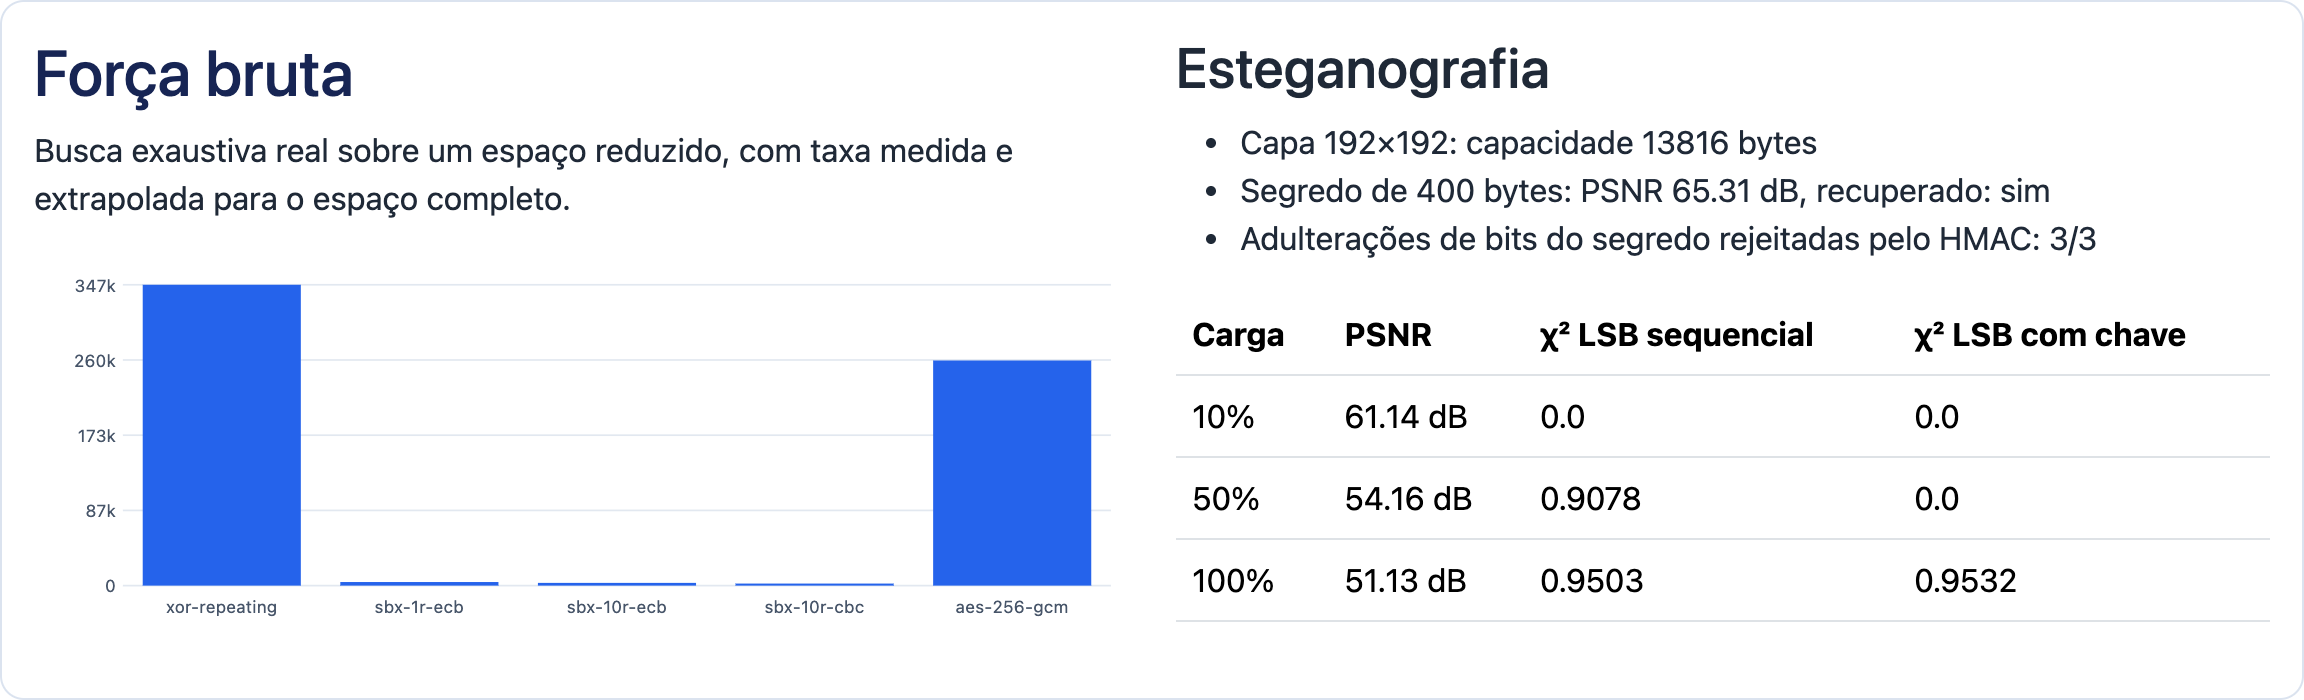 Força bruta
Busca exaustiva real sobre um espaço reduzido, com taxa medida e
extrapolada para o espaço completo.
347k
260k
173k
87k
0
xor-repeating
sbx-1r-ecb
sbx-10r-ecb
sbx-10r-cbc
aes-256-gcm
Esteganografia
• Capa 192×192: capacidade 13816 bytes
• Segredo de 400 bytes: PSNR 65.31 dB, recuperado: sim
• Adulterações de bits do segredo rejeitadas pelo HMAC: 3/3
Carga PSNR χ² LSB sequencial χ² LSB com chave
10% 61.14 dB 0.0 0.0
50% 54.16 dB 0.9078 0.0
100% 51.13 dB 0.9503 0.9532